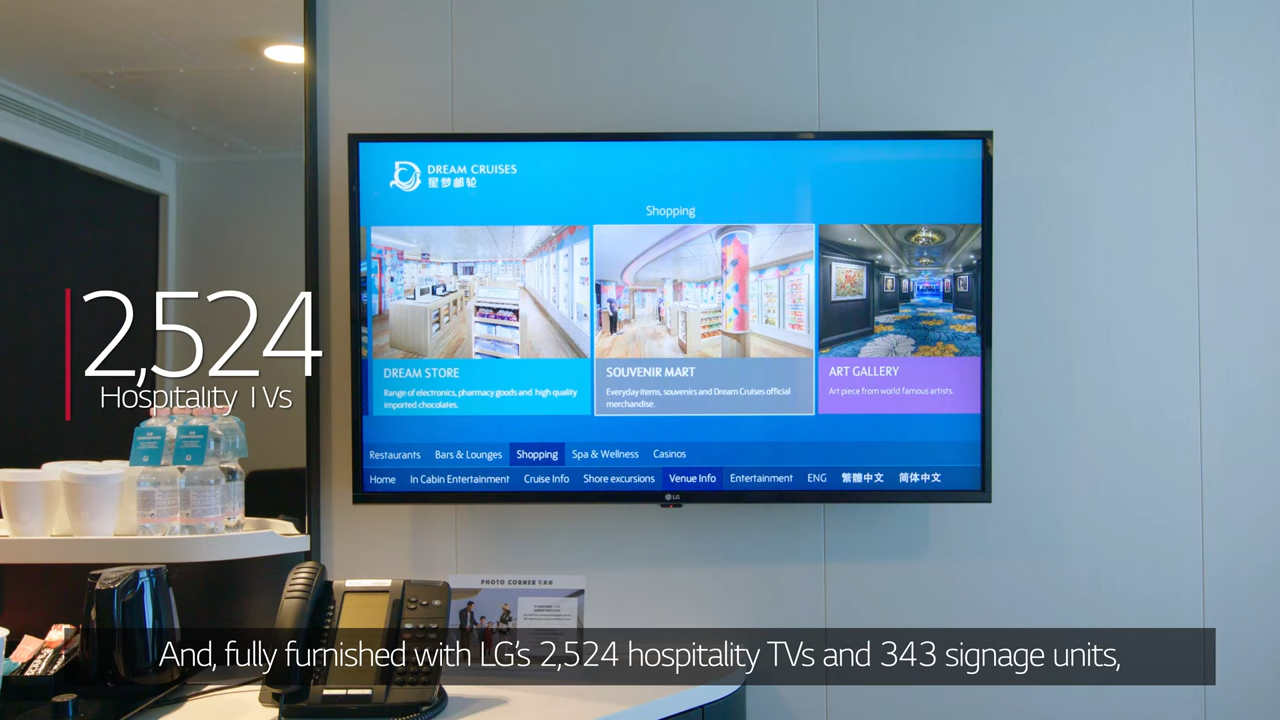 DREAM CRUISES
星梦邮轮
Shopping
DREAM STORE
Range of electronics, pharmacy goods and high quality
imported chocolates.
SOUVENIR MART
Everyday items, souvenirs and Dream Cruises official
merchandise.
ART GALLERY
Art piece from world famous artists.
Restaurants Bars & Lounges Shopping Spa & Wellness Casinos
Home In Cabin Entertainment Cruise Info Shore excursions Venue Info Entertainment ENG 繁體中文 简体中文
LG
2,524
Hospitality TVs
PHOTO CORNER
And, fully furnished with LG's 2,524 hospitality TVs and 343 signage units,